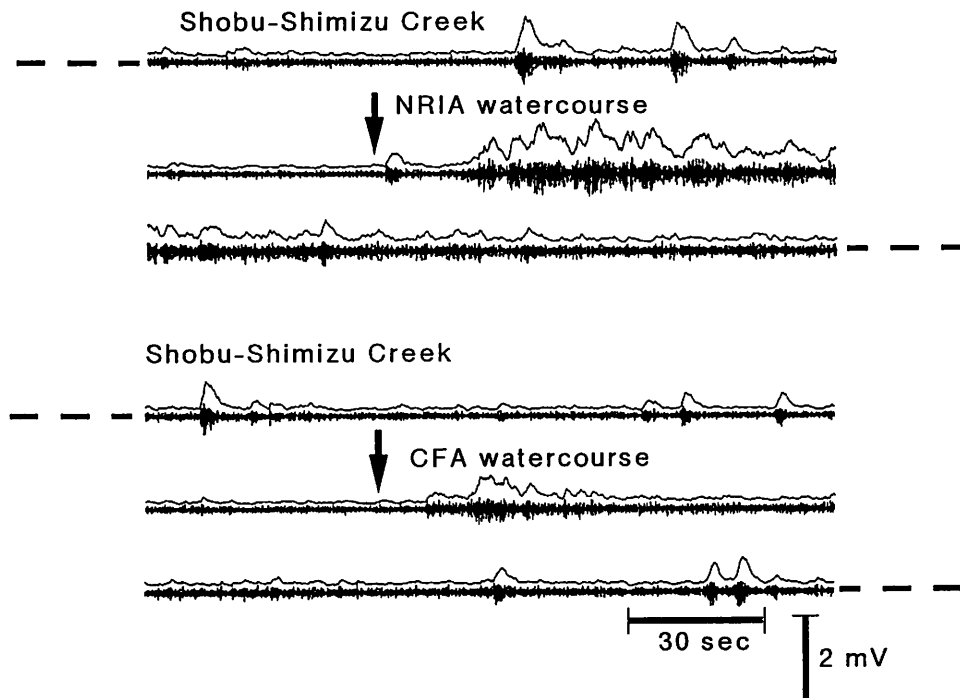 Shobu-Shimizu Creek
NRIA watercourse
Shobu-Shimizu Creek
CFA watercourse
30 sec
2 mV